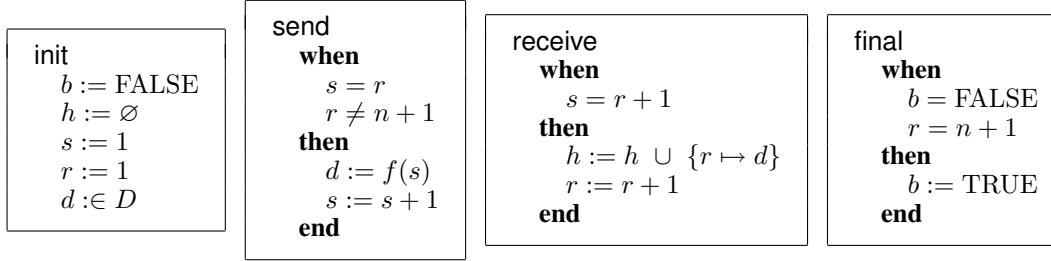 init
b := FALSE
h := ∅
s := 1
r := 1
d :∈ D
send
when
s = r
r ≠ n + 1
then
d := f(s)
s := s + 1
end
receive
when
s = r + 1
then
h := h ∪ {r ↦ d}
r := r + 1
end
final
when
b = FALSE
r = n + 1
then
b := TRUE
end